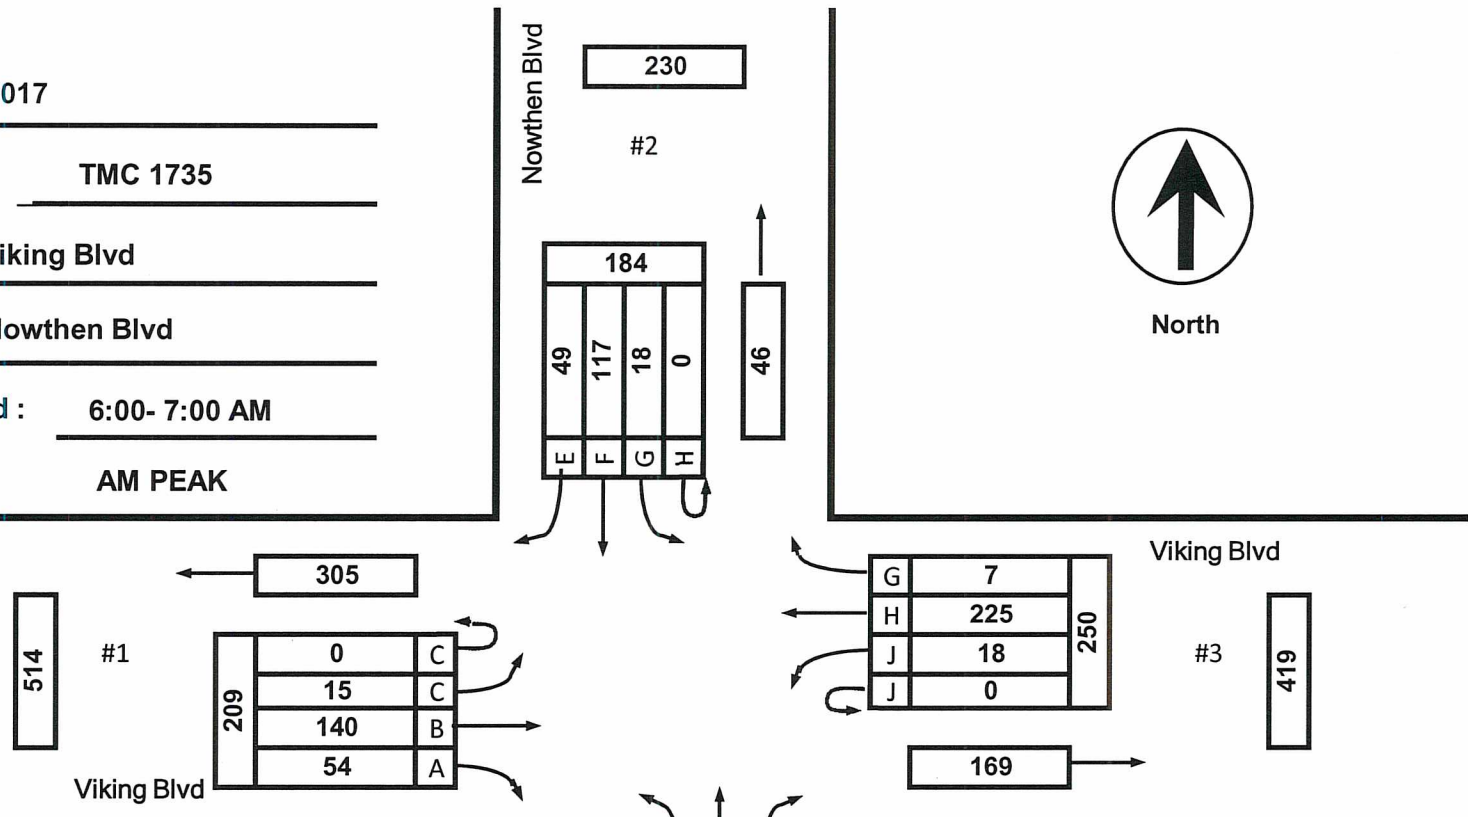 017
TMC 1735
iking Blvd
lowthen Blvd
d : 6:00- 7:00 AM
AM PEAK
Nowthen Blvd
230
#2
184
49 117 18 0
E F G H
46
North
305
514
#1
209
0 C
15 C
140 B
54 A
Viking Blvd
Viking Blvd
G 7
H 225
J 18
J 0
250
#3
419
169